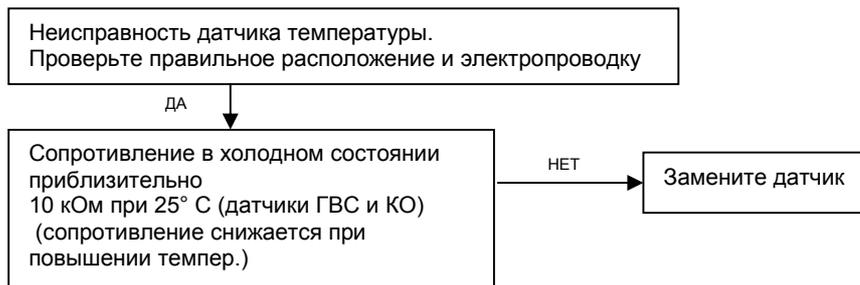 Неисправность датчика температуры.
Проверьте правильное расположение и электропроводку
ДА
Сопротивление в холодном состоянии
приблизительно
10 кОм при 25° С (датчики ГВС и КО)
(сопротивление снижается при
повышении темпер.)
НЕТ
Замените датчик